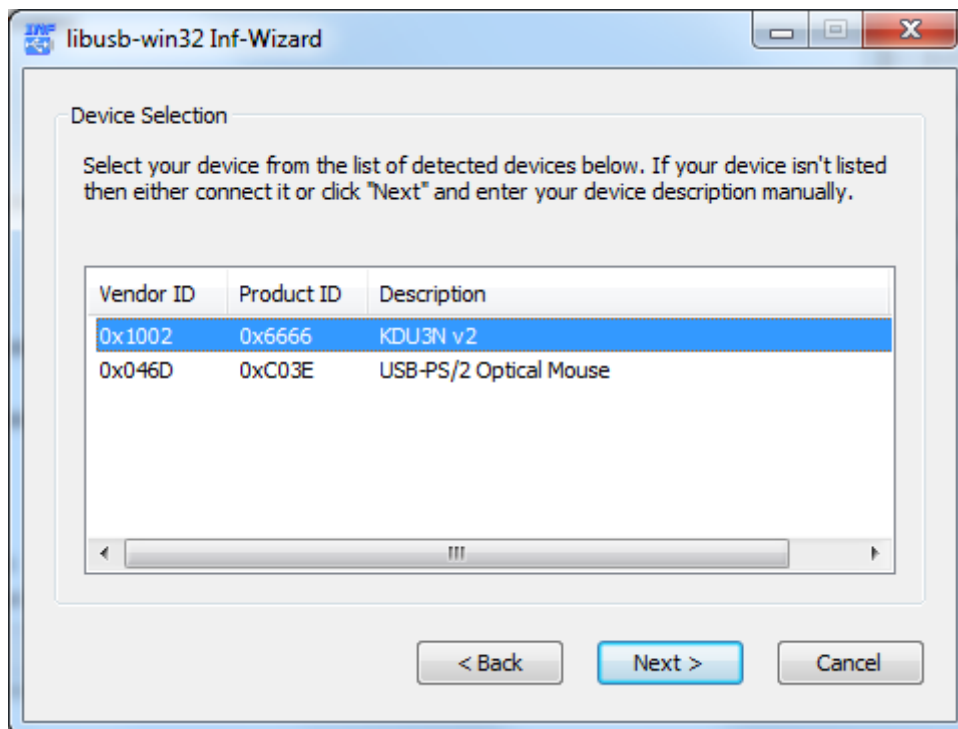 INF
libusb-win32 Inf-Wizard
Device Selection
Select your device from the list of detected devices below. If your device isn't listed
then either connect it or click "Next" and enter your device description manually.
Vendor ID Product ID Description
0x1002 0x6666 KDU3N v2
0x046D 0xC03E USB-PS/2 Optical Mouse
< Back Next > Cancel